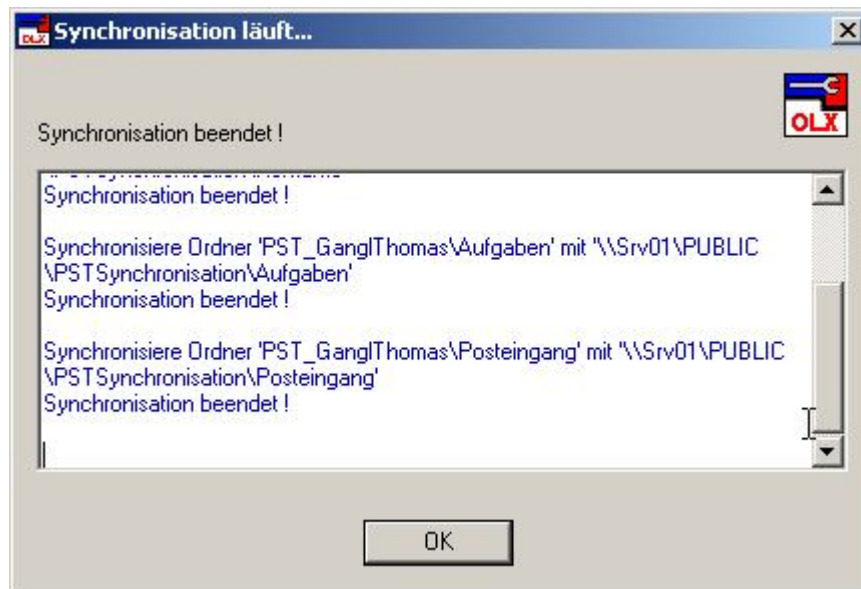 OLX Synchronisation läuft...
OLX
Synchronisation beendet !
Synchronisation beendet !
Synchronisiere Ordner 'PST_GanglThomas\Aufgaben' mit '\\Srv01\PUBLIC
\PSTSynchronisation\Aufgaben'
Synchronisation beendet !
Synchronisiere Ordner 'PST_GanglThomas\Posteingang' mit '\\Srv01\PUBLIC
\PSTSynchronisation\Posteingang'
Synchronisation beendet !
OK